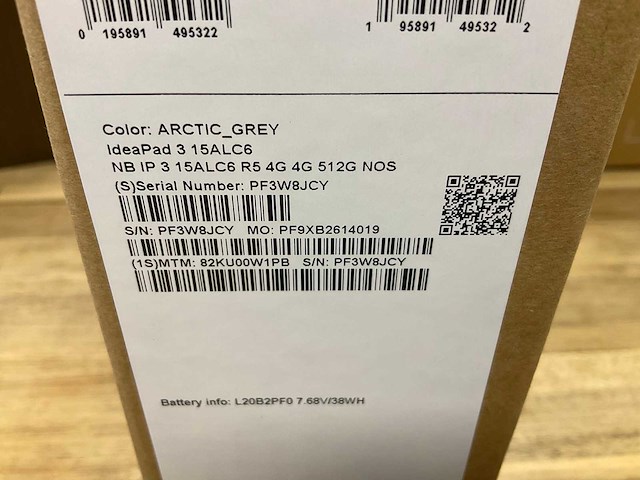 0 195891 495322 1 95891 49532 2
Color: ARCTIC_GREY
IdeaPad 3 15ALC6
NB IP 3 15ALC6 R5 4G 4G 512G NOS
(S)Serial Number: PF3W8JCY
S/N: PF3W8JCY MO: PF9XB2614019
(1S)MTM: 82KU00W1PB S/N: PF3W8JCY
Battery info: L20B2PF0 7.68V/38WH